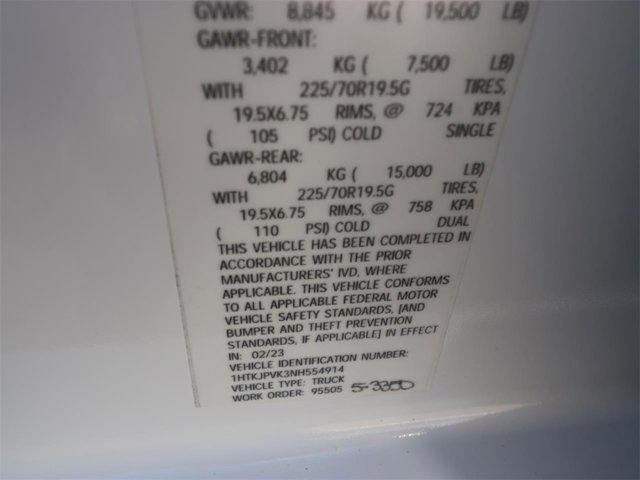 GVWR: 8,845 KG ( 19,500 LB)
GAWR-FRONT:
3,402 KG ( 7,500 LB)
WITH 225/70R19.5G TIRES,
19.5X6.75 RIMS, @ 724 KPA
( 105 PSI) COLD SINGLE
GAWR-REAR:
6,804 KG ( 15,000 LB)
WITH 225/70R19.5G TIRES,
19.5X6.75 RIMS, @ 758 KPA
( 110 PSI) COLD DUAL
THIS VEHICLE HAS BEEN COMPLETED IN
ACCORDANCE WITH THE PRIOR
MANUFACTURERS' IVD, WHERE
APPLICABLE. THIS VEHICLE CONFORMS
TO ALL APPLICABLE FEDERAL MOTOR
VEHICLE SAFETY STANDARDS, [AND
BUMPER AND THEFT PREVENTION
STANDARDS, IF APPLICABLE] IN EFFECT
IN: 02/23
VEHICLE IDENTIFICATION NUMBER:
1HTKJPVK3NH554914
VEHICLE TYPE: TRUCK
WORK ORDER: 95505 5-3350